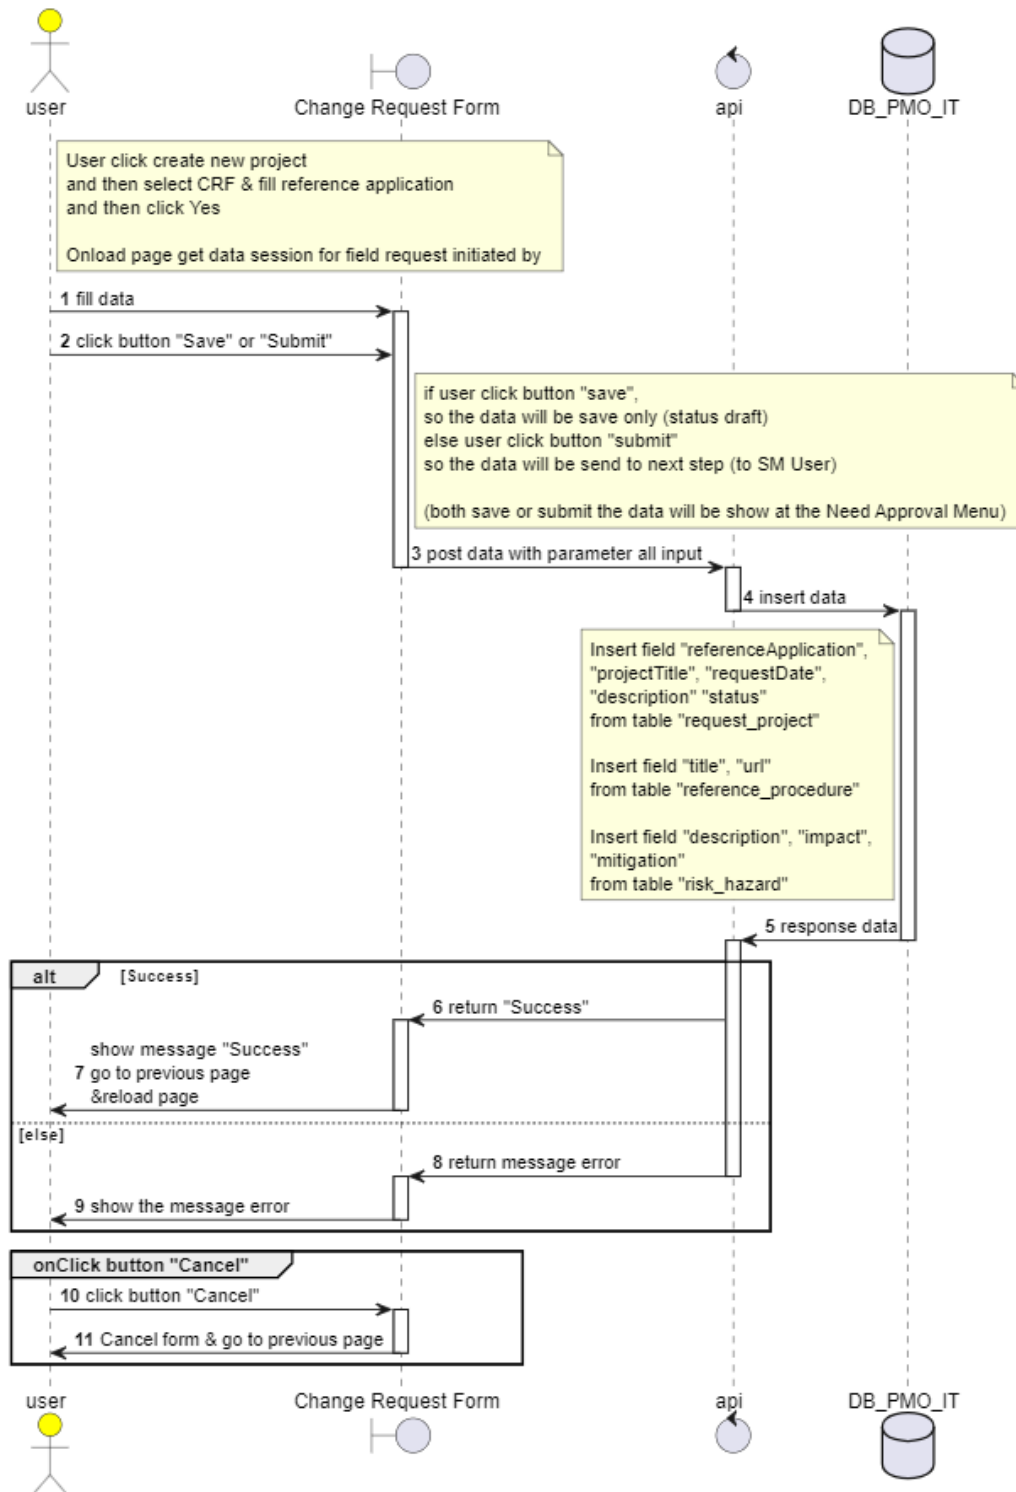 user
Change Request Form
api
DB_PMO_IT
User click create new project
and then select CRF & fill reference application
and then click Yes
Onload page get data session for field request initiated by
1 fill data
2 click button "Save" or "Submit"
if user click button "save",
so the data will be save only (status draft)
else user click button "submit"
so the data will be send to next step (to SM User)
(both save or submit the data will be show at the Need Approval Menu)
3 post data with parameter all input
4 insert data
Insert field "referenceApplication",
"projectTitle", "requestDate",
"description" "status"
from table "request_project"
Insert field "title", "url"
from table "reference_procedure"
Insert field "description", "impact",
"mitigation"
from table "risk_hazard"
5 response data
alt [Success]
6 return "Success"
show message "Success"
7 go to previous page
&reload page
[else]
8 return message error
9 show the message error
onClick button "Cancel"
10 click button "Cancel"
11 Cancel form & go to previous page
user
Change Request Form
api
DB_PMO_IT